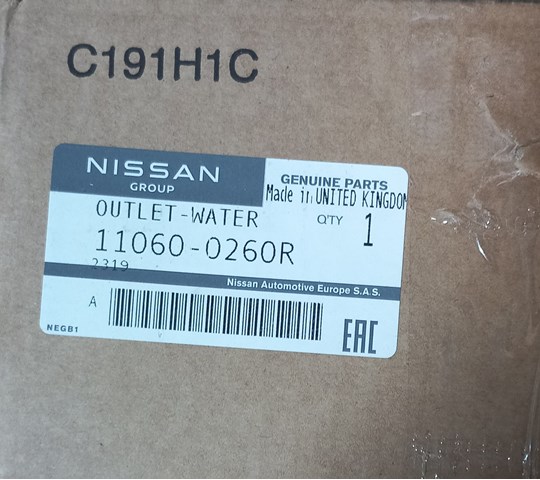 C191H1C
NISSAN
GROUP
GENUINE PARTS
Made in UNITED KINGDOM
OUTLET-WATER
Q'TY 1
11060-0260R
2319
Nissan Automotive Europe S.A.S.
A
NEGB1
EAC